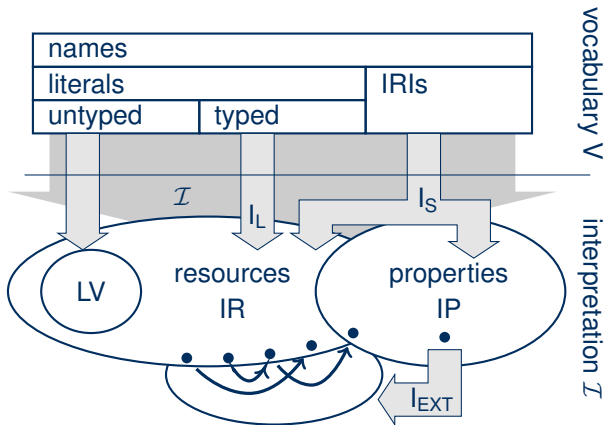 names
literals
IRIs
untyped
typed
vocabulary V
ℐ
I_L
I_S
resources
IR
properties
IP
LV
I_EXT
interpretation ℐ